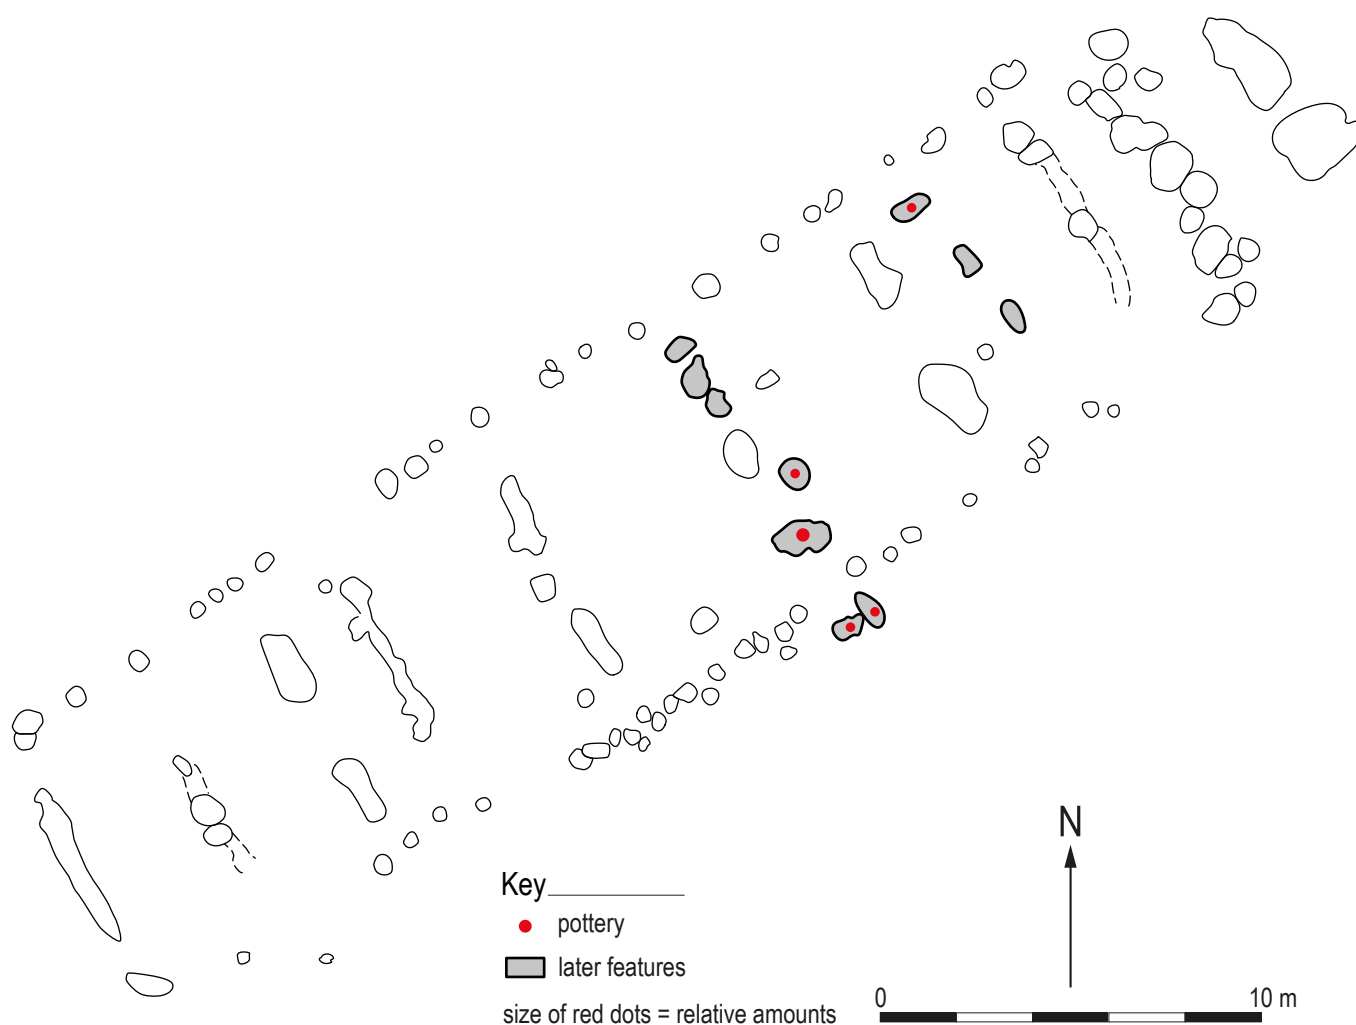 N
Key
pottery
later features
size of red dots = relative amounts
0 10 m